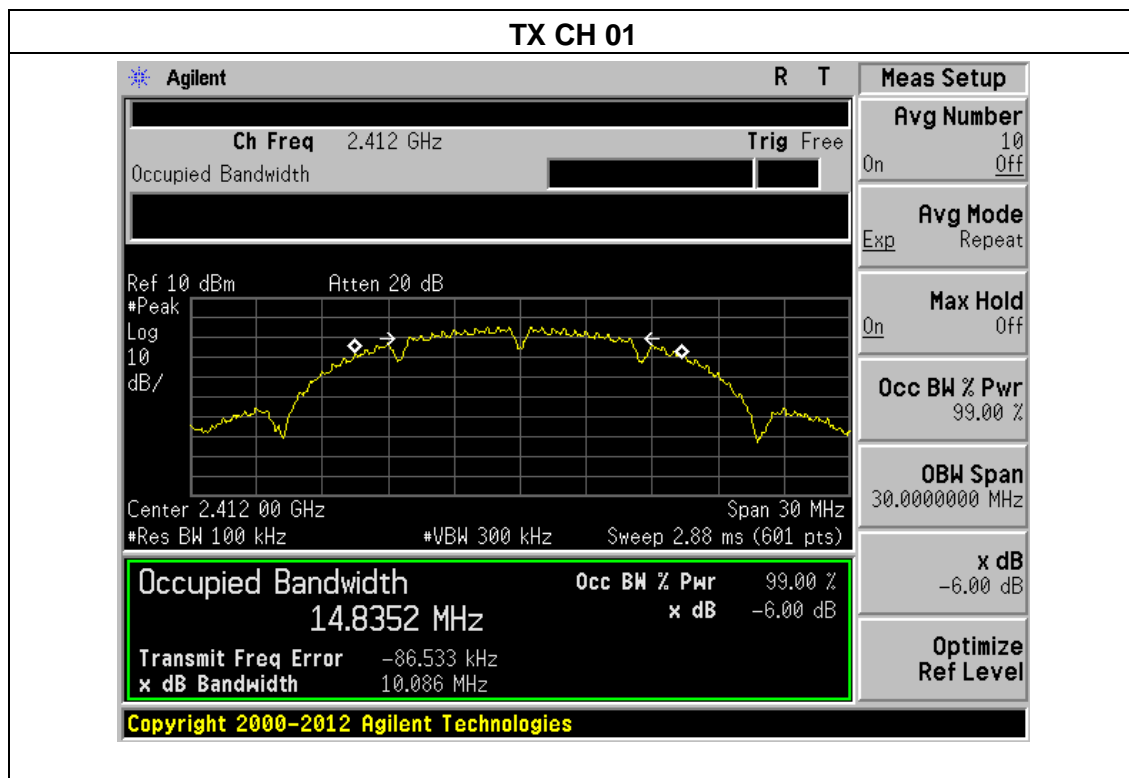 TX CH 01
Agilent R T Meas Setup
Ch Freq 2.412 GHz Trig Free
Occupied Bandwidth
Avg Number
10
On Off
Avg Mode
Exp Repeat
Ref 10 dBm Atten 20 dB
#Peak
Log
10
dB/
Max Hold
On Off
Occ BW % Pwr
99.00 %
OBW Span
30.0000000 MHz
Center 2.412 00 GHz Span 30 MHz
#Res BW 100 kHz #VBW 300 kHz Sweep 2.88 ms (601 pts)
x dB
-6.00 dB
Occupied Bandwidth Occ BW % Pwr 99.00 %
14.8352 MHz x dB -6.00 dB
Transmit Freq Error -86.533 kHz
x dB Bandwidth 10.086 MHz
Optimize
Ref Level
Copyright 2000-2012 Agilent Technologies